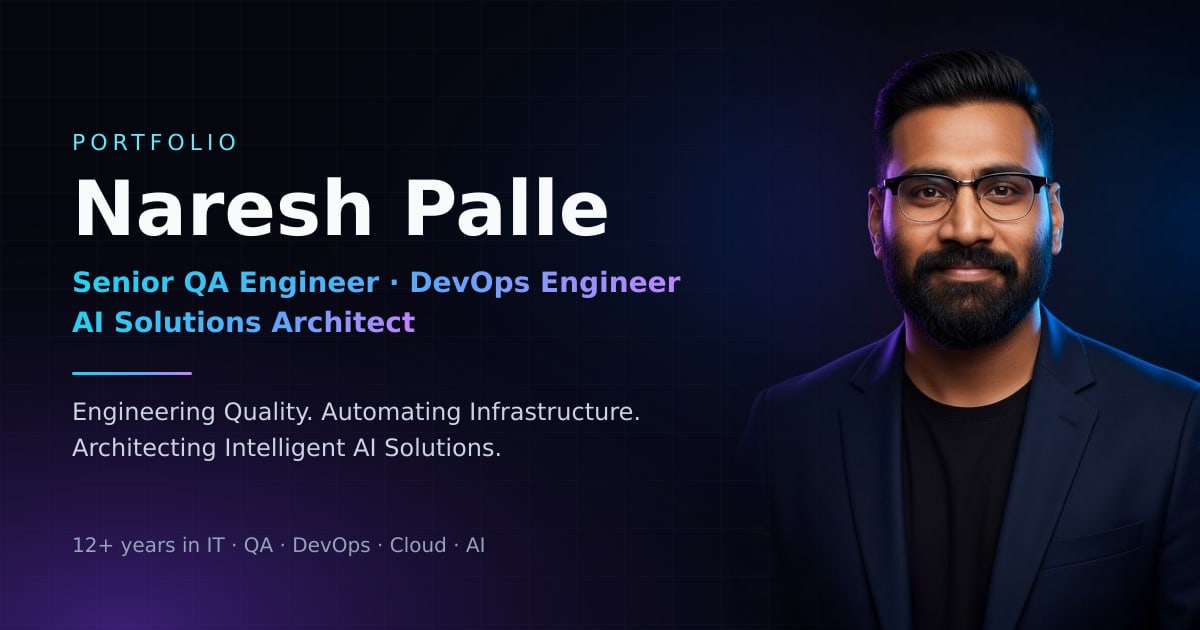 PORTFOLIO
Naresh Palle
Senior QA Engineer · DevOps Engineer
AI Solutions Architect
Engineering Quality. Automating Infrastructure.
Architecting Intelligent AI Solutions.
12+ years in IT · QA · DevOps · Cloud · AI